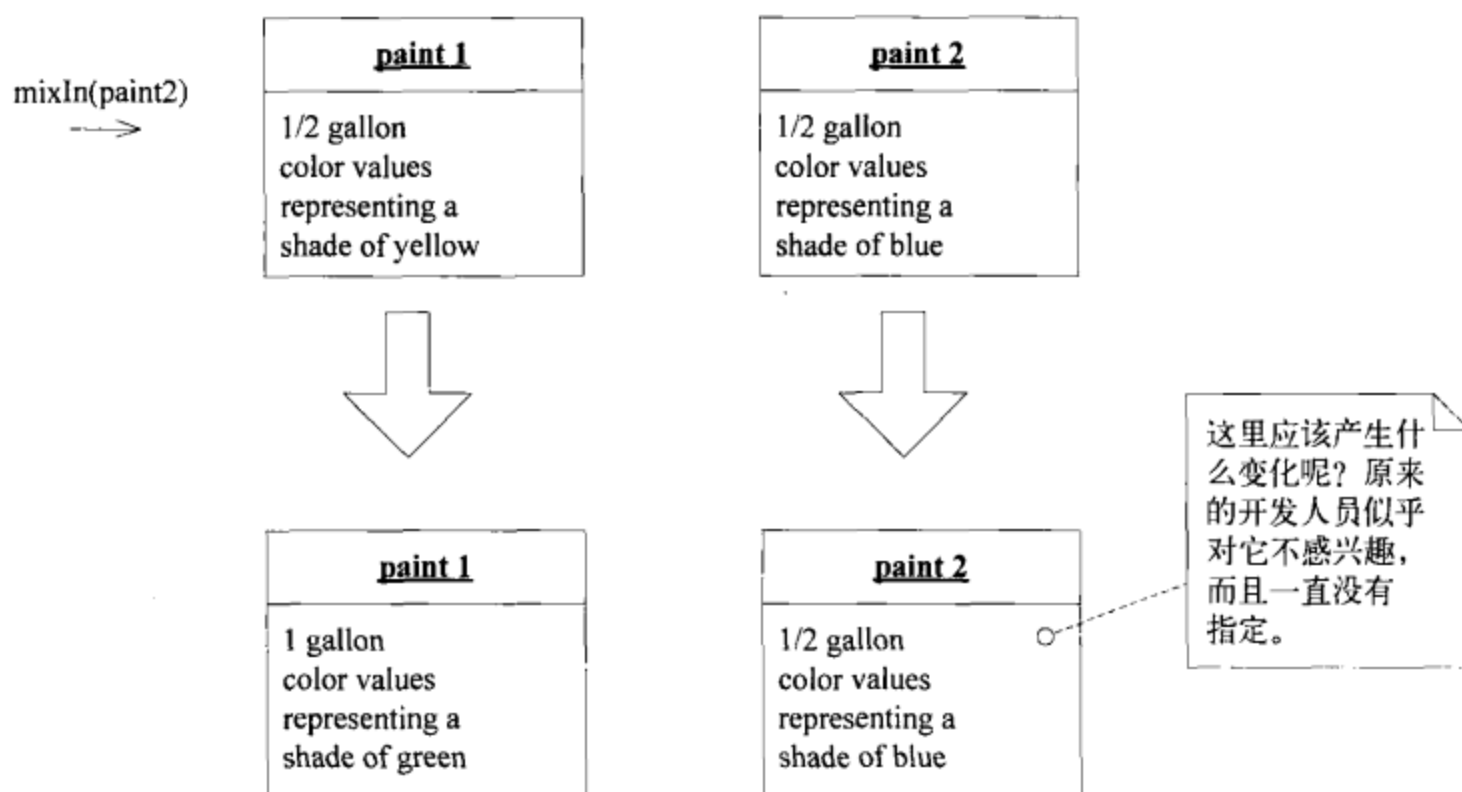 mixIn(paint2)
paint 1
1/2 gallon
color values
representing a
shade of yellow
paint 2
1/2 gallon
color values
representing a
shade of blue
paint 1
1 gallon
color values
representing a
shade of green
paint 2
1/2 gallon
color values
representing a
shade of blue
这里应该产生什
么变化呢？原来
的开发人员似乎
对它不感兴趣，
而且一直没有
指定。